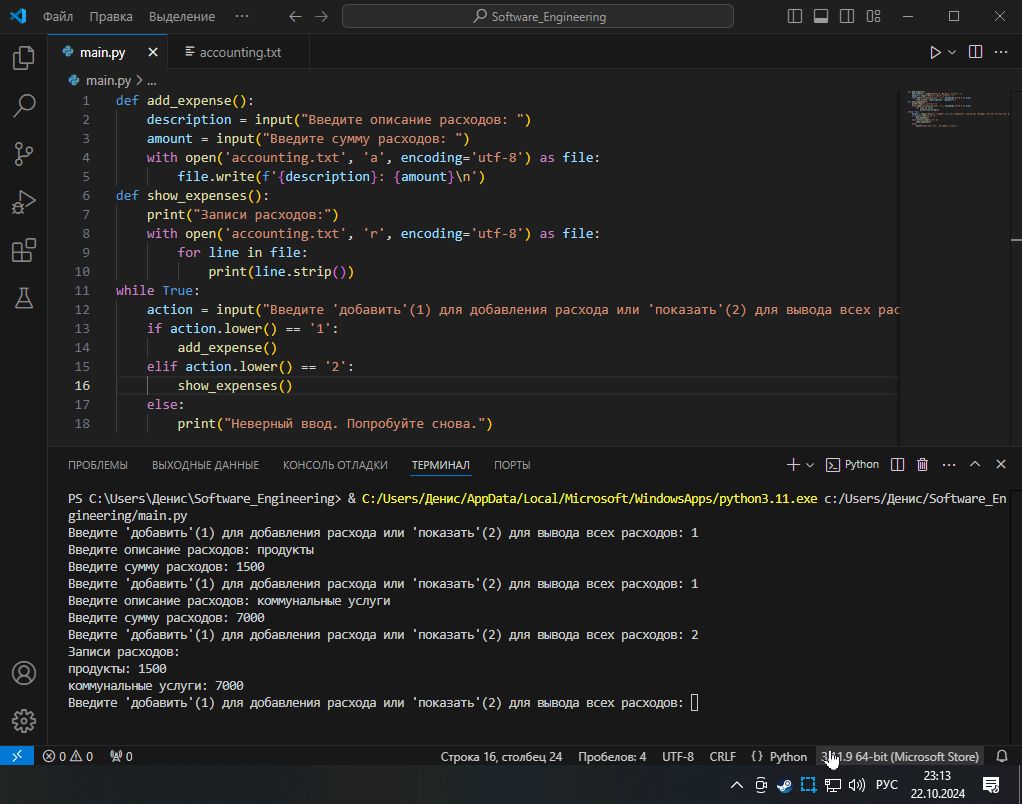 Файл Правка Выделение ··· Software_Engineering
main.py accounting.txt
main.py > ...
1 def add_expense():
2 description = input("Введите описание расходов: ")
3 amount = input("Введите сумму расходов: ")
4 with open('accounting.txt', 'a', encoding='utf-8') as file:
5 file.write(f'{description}: {amount}\n')
6 def show_expenses():
7 print("Записи расходов:")
8 with open('accounting.txt', 'r', encoding='utf-8') as file:
9 for line in file:
10 print(line.strip())
11 while True:
12 action = input("Введите 'добавить'(1) для добавления расхода или 'показать'(2) для вывода всех рас
13 if action.lower() == '1':
14 add_expense()
15 elif action.lower() == '2':
16 show_expenses()
17 else:
18 print("Неверный ввод. Попробуйте снова.")
ПРОБЛЕМЫ ВЫХОДНЫЕ ДАННЫЕ КОНСОЛЬ ОТЛАДКИ ТЕРМИНАЛ ПОРТЫ Python
PS C:\Users\Денис\Software_Engineering> & C:/Users/Денис/AppData/Local/Microsoft/WindowsApps/python3.11.exe c:/Users/Денис/Software_En
gineering/main.py
Введите 'добавить'(1) для добавления расхода или 'показать'(2) для вывода всех расходов: 1
Введите описание расходов: продукты
Введите сумму расходов: 1500
Введите 'добавить'(1) для добавления расхода или 'показать'(2) для вывода всех расходов: 1
Введите описание расходов: коммунальные услуги
Введите сумму расходов: 7000
Введите 'добавить'(1) для добавления расхода или 'показать'(2) для вывода всех расходов: 2
Записи расходов:
продукты: 1500
коммунальные услуги: 7000
Введите 'добавить'(1) для добавления расхода или 'показать'(2) для вывода всех расходов:
0 0 0 Строка 16, столбец 24 Пробелов: 4 UTF-8 CRLF {} Python 64-bit (Microsoft Store)
РУС 23:13
22.10.2024